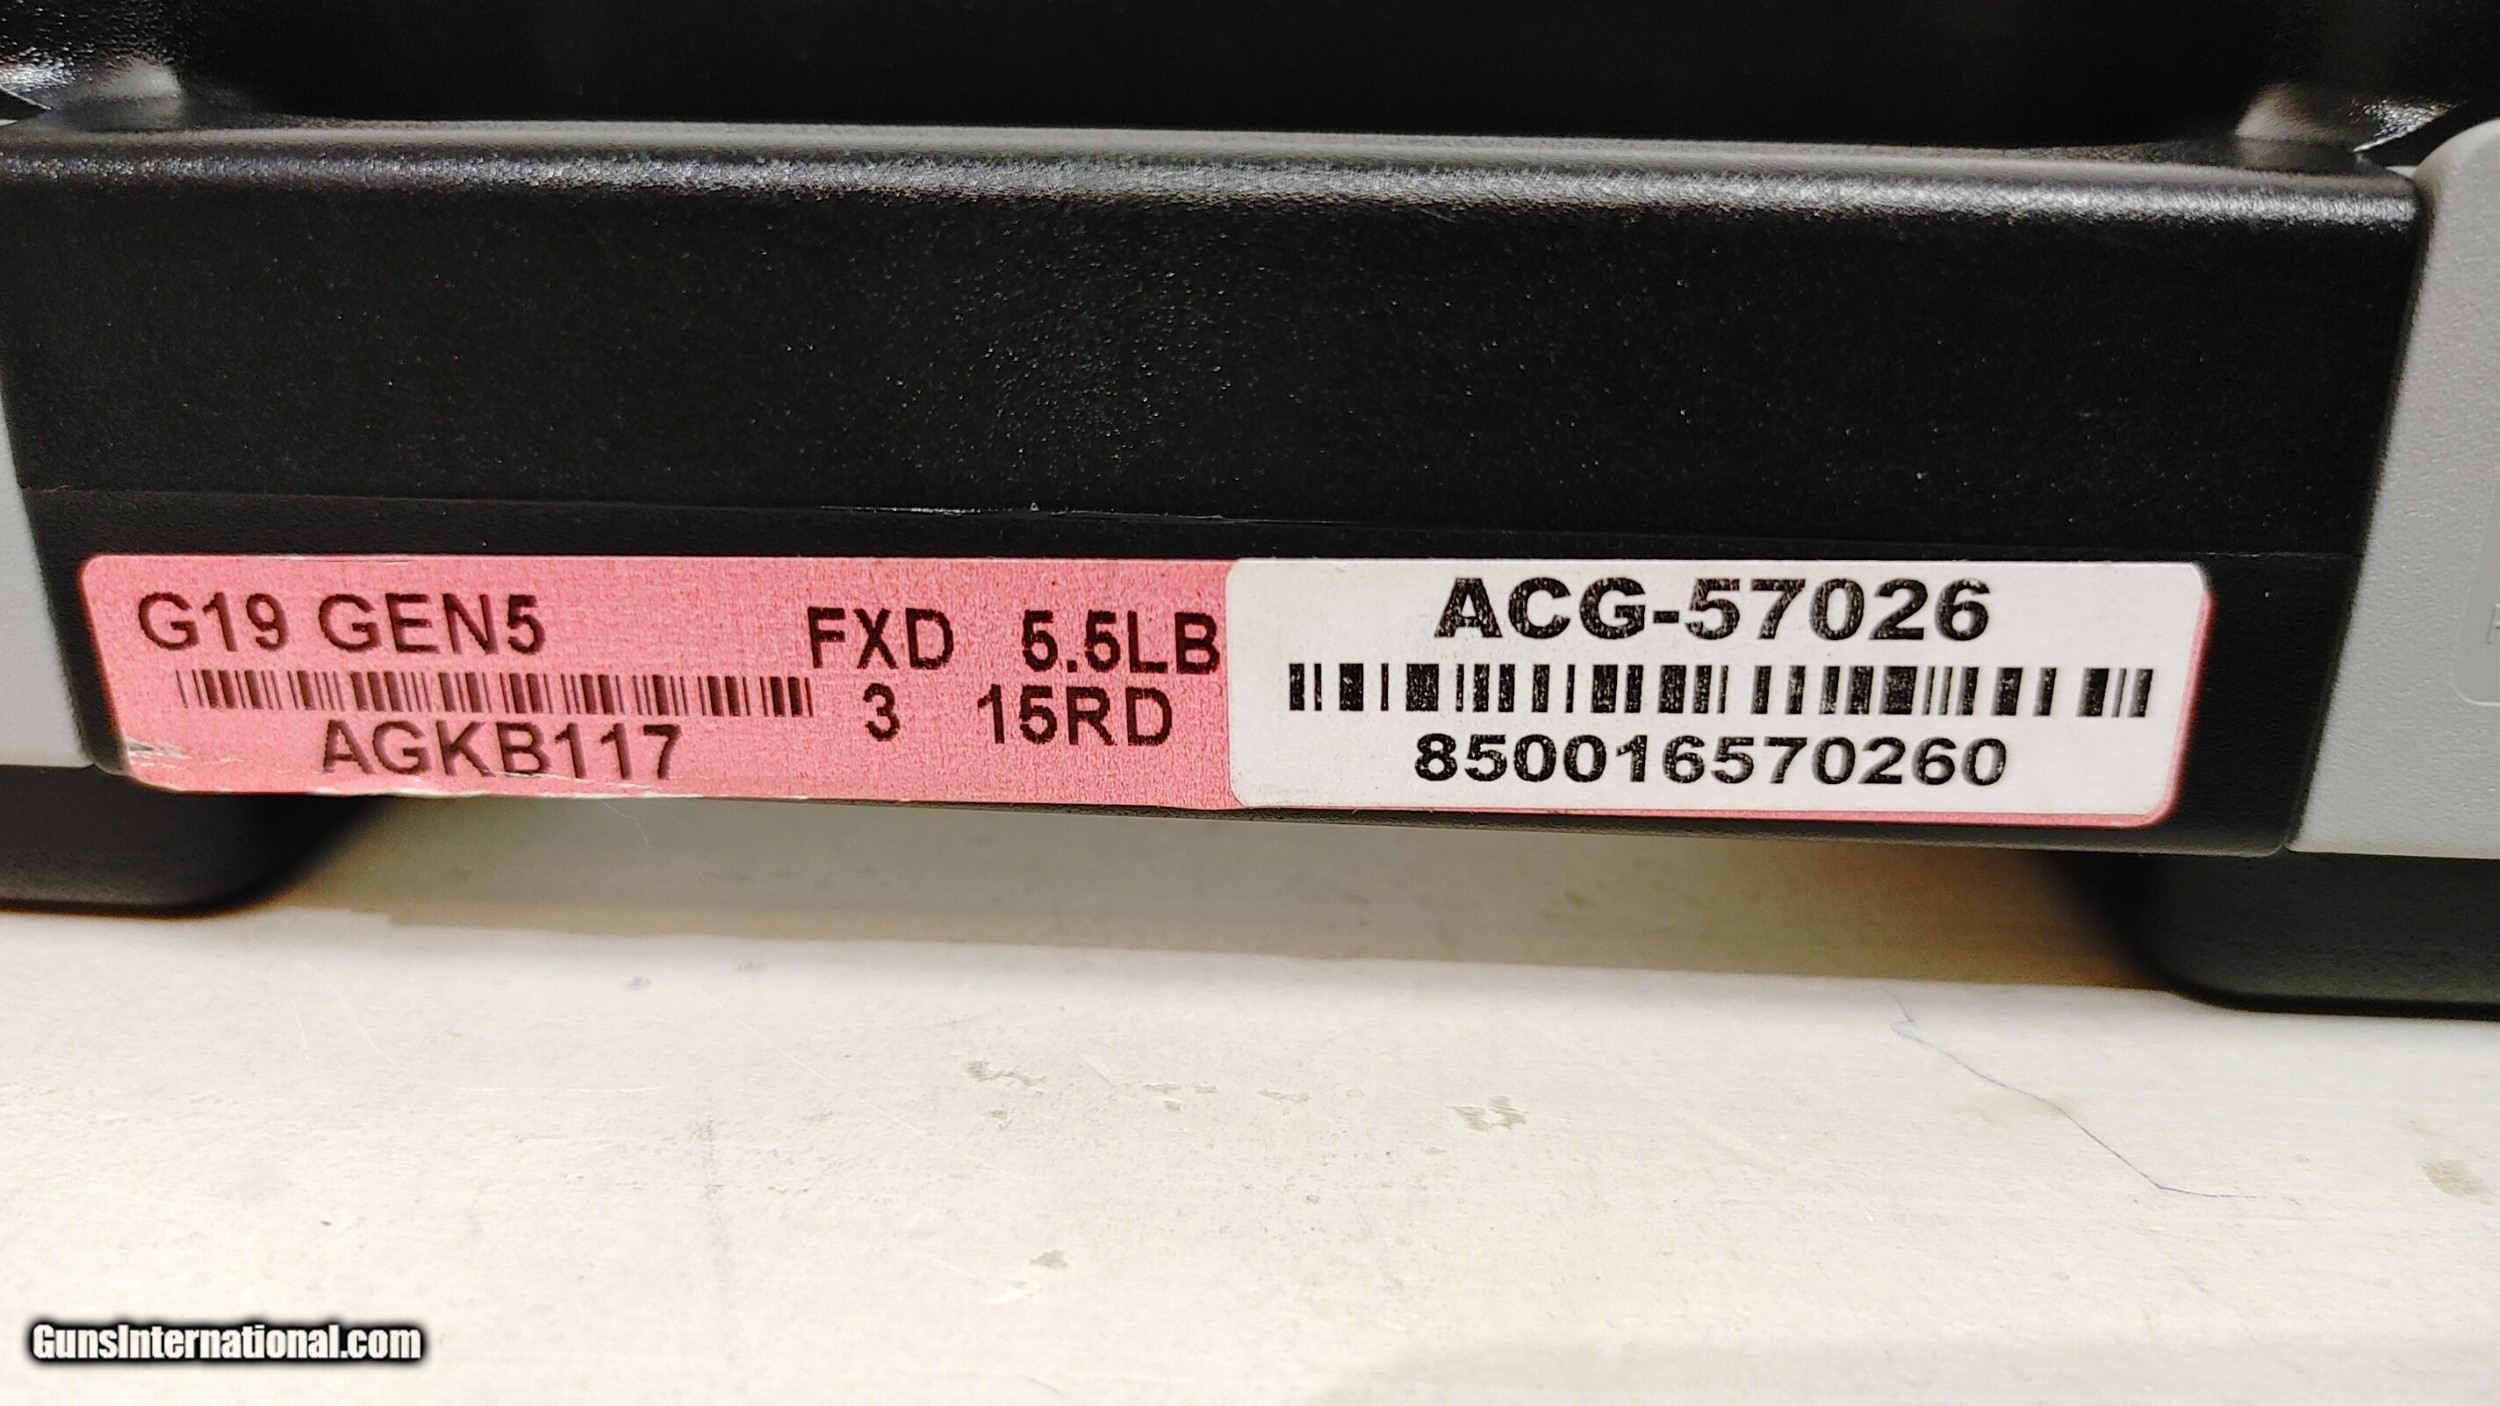 G19 GEN5
FXD 5.5LB
3 15RD
AGKB117
ACG-57026
850016570260
GunsInternational.com